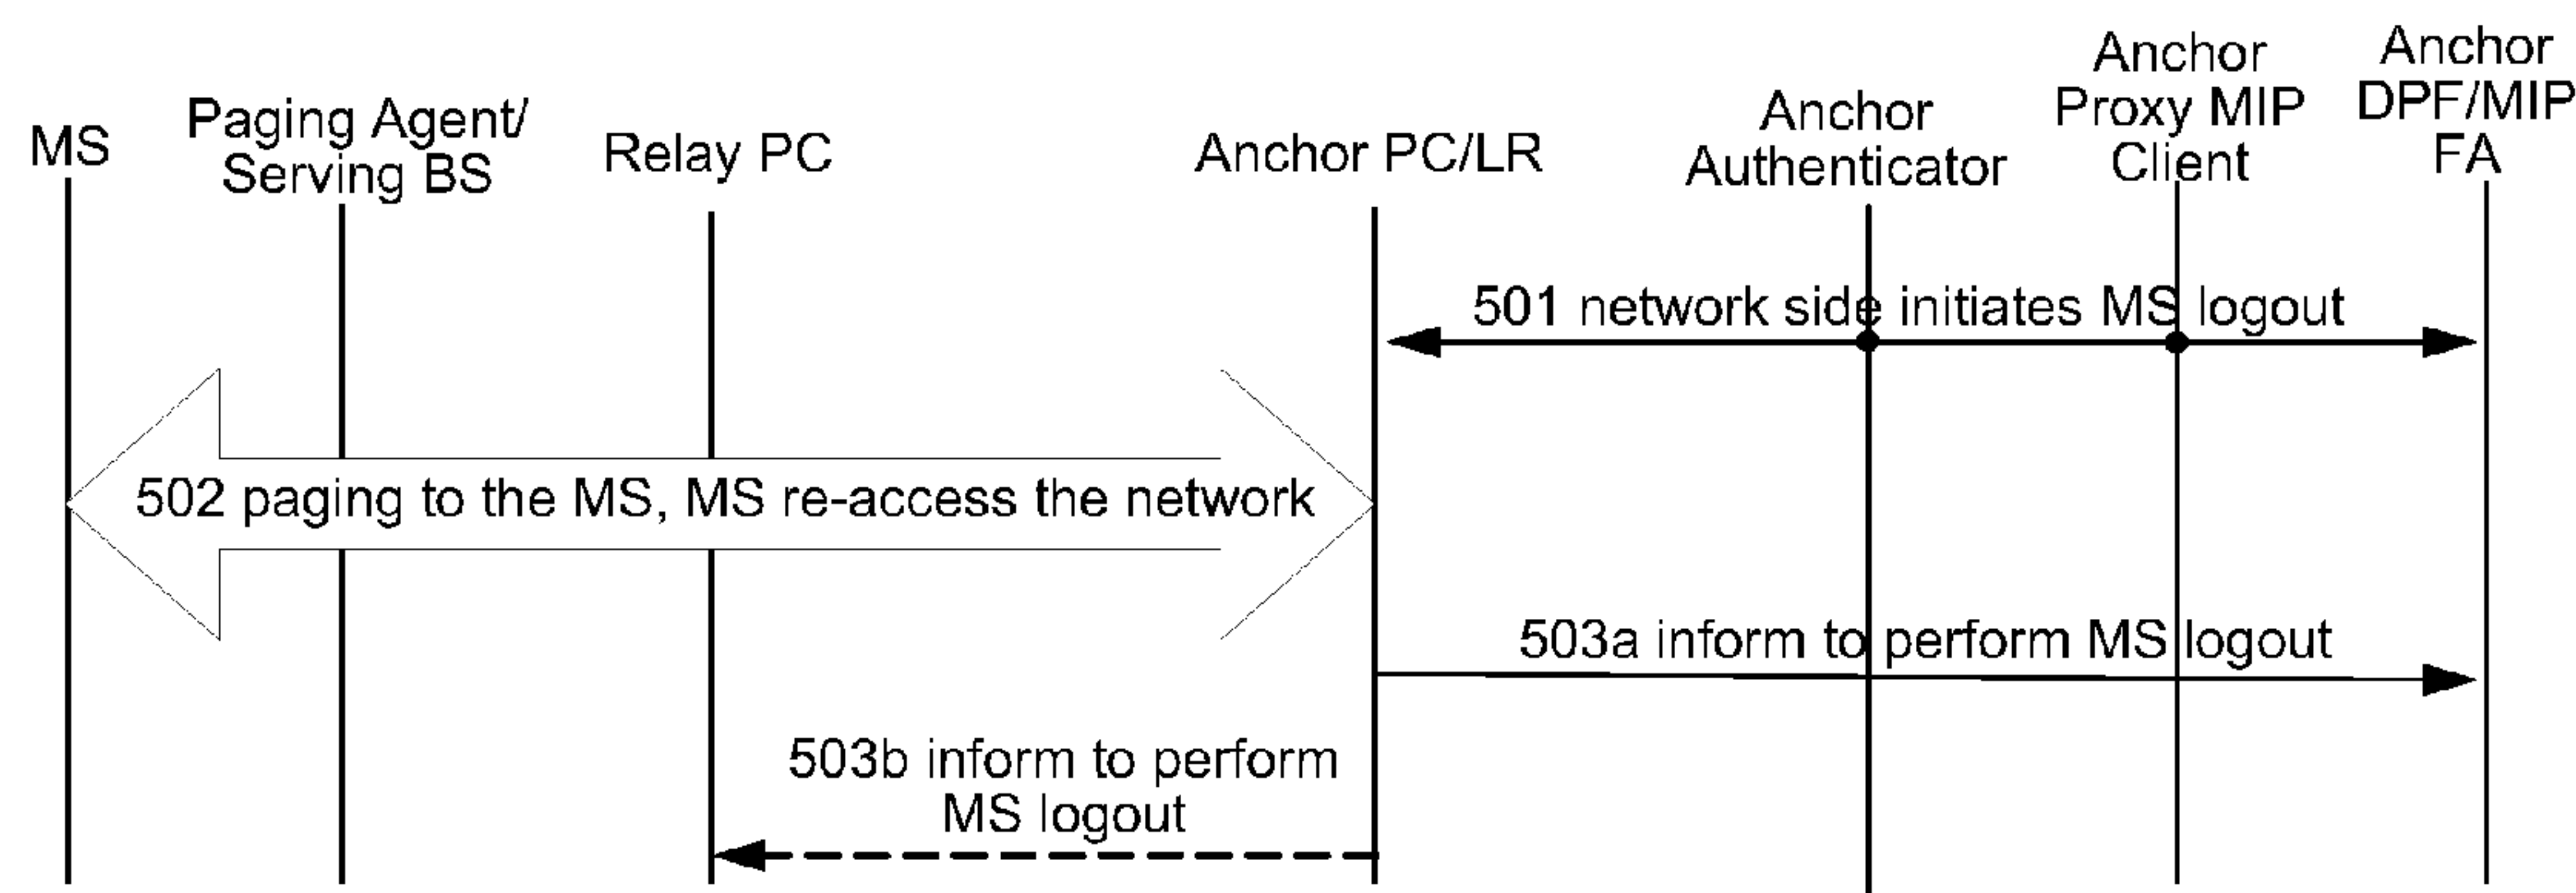 MS
Paging Agent/
Serving BS
Relay PC
Anchor PC/LR
Anchor
Authenticator
Anchor
Proxy MIP
Client
Anchor
DPF/MIP
FA
501 network side initiates MS logout
502 paging to the MS, MS re-access the network
503a inform to perform MS logout
503b inform to perform
MS logout